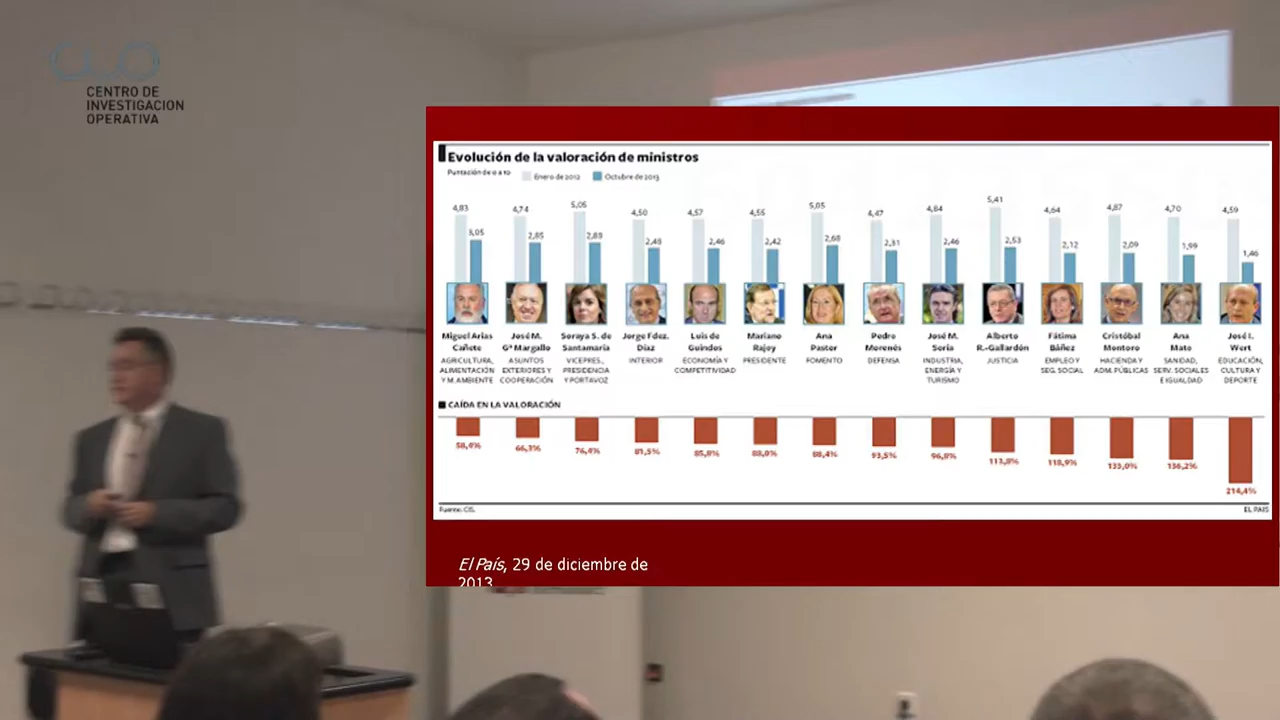 CIO
CENTRO DE
INVESTIGACION
OPERATIVA
Evolución de la valoración de ministros
Puntación de 0 a 10 Enero de 2012 Octubre de 2013
4,83 3,05 4,74 2,85 5,05 2,88 4,50 2,48 4,57 2,46 4,55 2,42 5,05 2,68 4,47 2,31 4,84 2,46 5,41 2,53 4,64 2,12 4,87 2,09 4,70 1,99 4,59 1,46
Miguel Arias José M. Soraya S. de Jorge Fdez. Luis de Mariano Ana Pedro José M. Alberto Fátima Cristóbal Ana José I.
Cañete Gª Margallo Santamaría Díaz Guindos Rajoy Pastor Morenés Soria R.-Gallardón Báñez Montoro Mato Wert
AGRICULTURA, ASUNTOS VICEPRES., INTERIOR ECONOMÍA Y PRESIDENTE FOMENTO DEFENSA INDUSTRIA, JUSTICIA EMPLEO Y HACIENDA Y SANIDAD, EDUCACIÓN,
ALIMENTACIÓN EXTERIORES Y PRESIDENCIA COMPETITIVIDAD ENERGÍA Y SEG. SOCIAL ADM. PÚBLICAS SERV. SOCIALES CULTURA Y
Y M. AMBIENTE COOPERACIÓN Y PORTAVOZ TURISMO E IGUALDAD DEPORTE
CAÍDA EN LA VALORACIÓN
58,4% 66,3% 76,4% 81,5% 85,8% 88,0% 88,4% 93,5% 96,8% 113,8% 118,9% 133,0% 136,2% 214,4%
Fuente: CIS. EL PAÍS
El País, 29 de diciembre de
2013